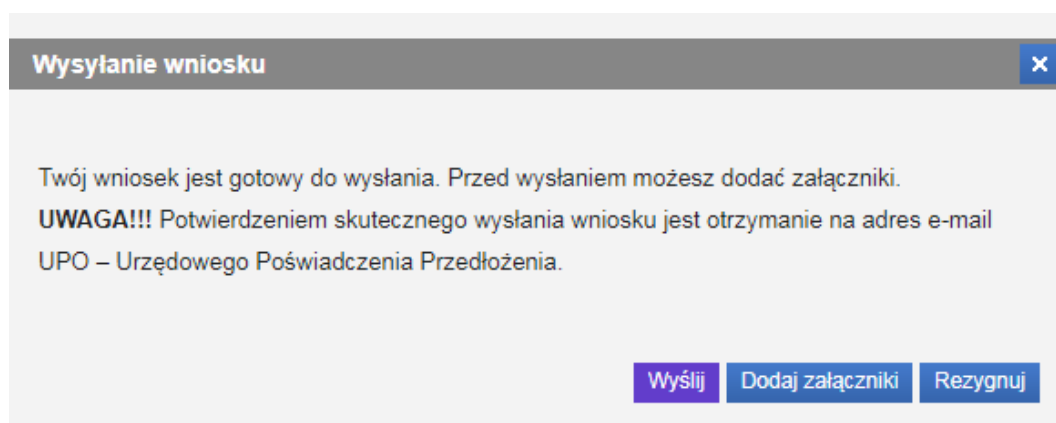 Wysyłanie wniosku
Twój wniosek jest gotowy do wysłania. Przed wysłaniem możesz dodać załączniki.
UWAGA!!! Potwierdzeniem skutecznego wysłania wniosku jest otrzymanie na adres e-mail
UPO – Urzędowego Poświadczenia Przedłożenia.
Wyślij Dodaj załączniki Rezygnuj